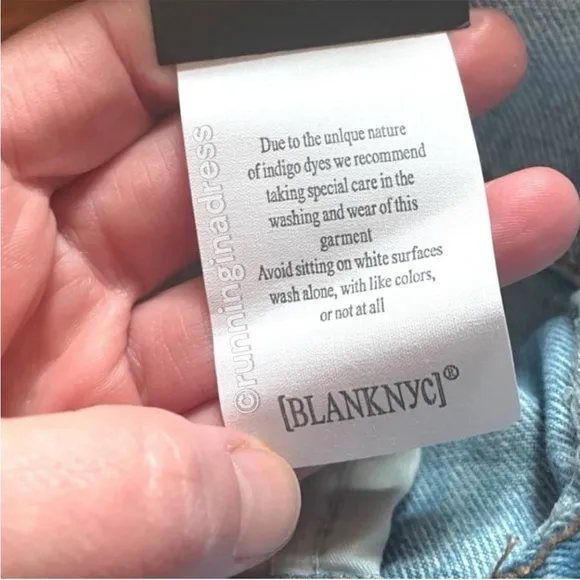 Due to the unique nature
of indigo dyes we recommend
taking special care in the
washing and wear of this
garment
Avoid sitting on white surfaces
wash alone, with like colors,
or not at all
[BLANKNYC]®
©runninginadress